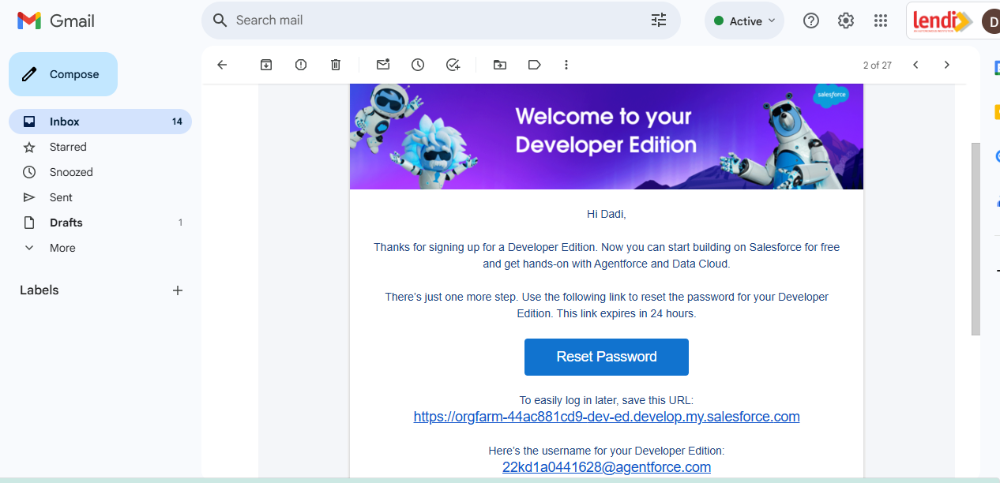 Gmail
Search mail
Active
lendi
D
Compose
2 of 27
Inbox 14
Starred
Snoozed
Sent
Drafts 1
More
Labels
salesforce
Welcome to your
Developer Edition
Hi Dadi,
Thanks for signing up for a Developer Edition. Now you can start building on Salesforce for free
and get hands-on with Agentforce and Data Cloud.
There's just one more step. Use the following link to reset the password for your Developer
Edition. This link expires in 24 hours.
Reset Password
To easily log in later, save this URL:
https://orgfarm-44ac881cd9-dev-ed.develop.my.salesforce.com
Here's the username for your Developer Edition:
22kd1a0441628@agentforce.com